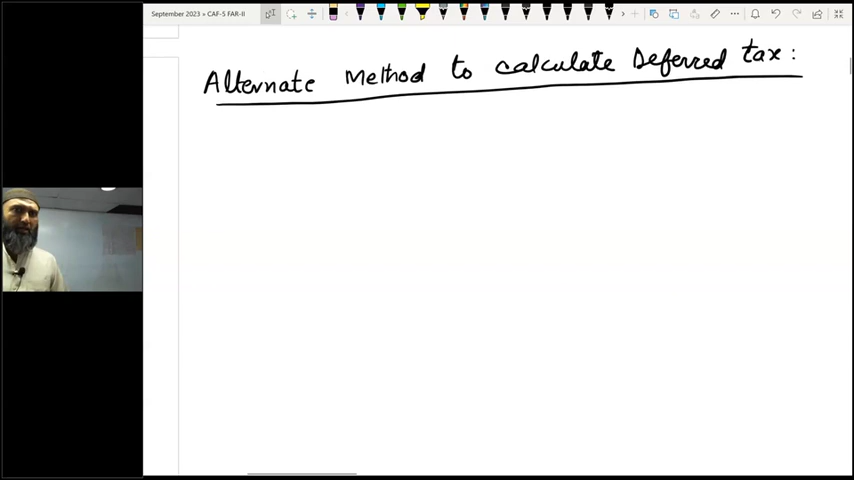 September 2023 » CAF-5 FAR-II
Alternate Method to calculate Deferred tax: